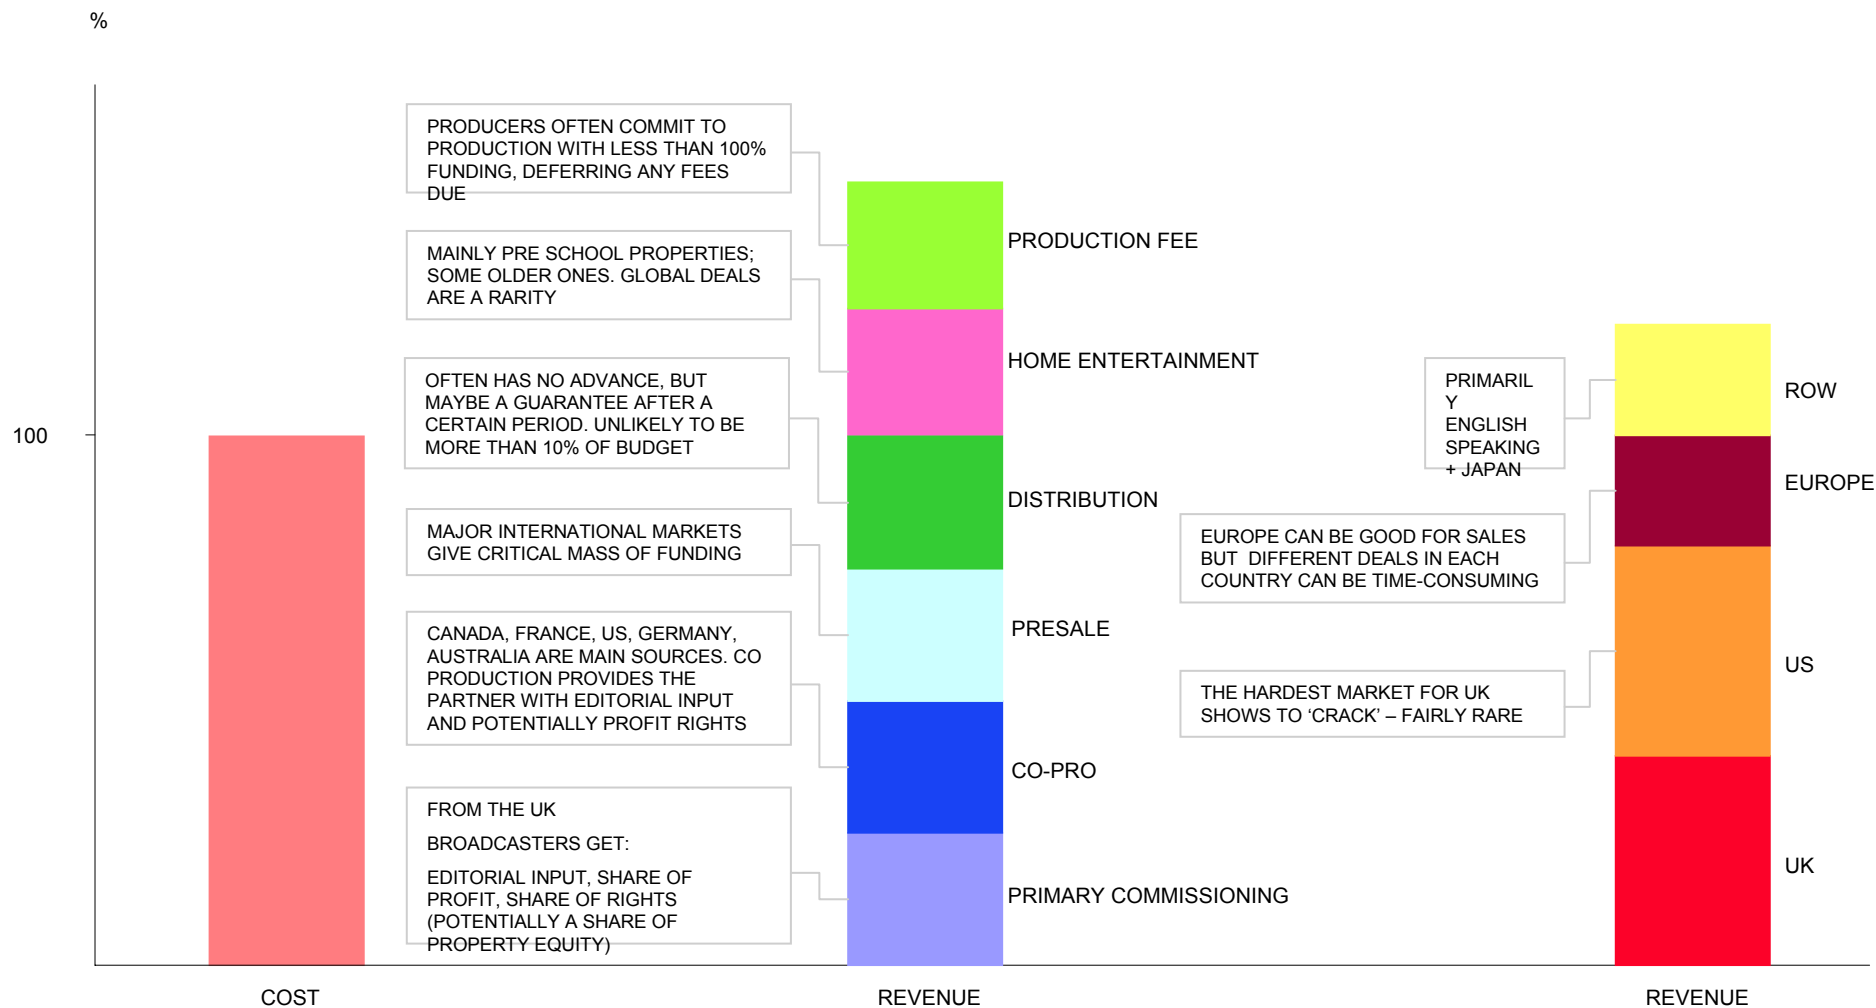 %
100
PRODUCERS OFTEN COMMIT TO
PRODUCTION WITH LESS THAN 100%
FUNDING, DEFERRING ANY FEES
DUE
MAINLY PRE SCHOOL PROPERTIES;
SOME OLDER ONES. GLOBAL DEALS
ARE A RARITY
OFTEN HAS NO ADVANCE, BUT
MAYBE A GUARANTEE AFTER A
CERTAIN PERIOD. UNLIKELY TO BE
MORE THAN 10% OF BUDGET
MAJOR INTERNATIONAL MARKETS
GIVE CRITICAL MASS OF FUNDING
CANADA, FRANCE, US, GERMANY,
AUSTRALIA ARE MAIN SOURCES. CO
PRODUCTION PROVIDES THE
PARTNER WITH EDITORIAL INPUT
AND POTENTIALLY PROFIT RIGHTS
FROM THE UK
BROADCASTERS GET:
EDITORIAL INPUT, SHARE OF
PROFIT, SHARE OF RIGHTS
(POTENTIALLY A SHARE OF
PROPERTY EQUITY)
PRODUCTION FEE
HOME ENTERTAINMENT
DISTRIBUTION
PRESALE
CO-PRO
PRIMARY COMMISSIONING
PRIMARIL
Y
ENGLISH
SPEAKING
+ JAPAN
EUROPE CAN BE GOOD FOR SALES
BUT  DIFFERENT DEALS IN EACH
COUNTRY CAN BE TIME-CONSUMING
THE HARDEST MARKET FOR UK
SHOWS TO ‘CRACK’ – FAIRLY RARE
ROW
EUROPE
US
UK
COST
REVENUE
REVENUE